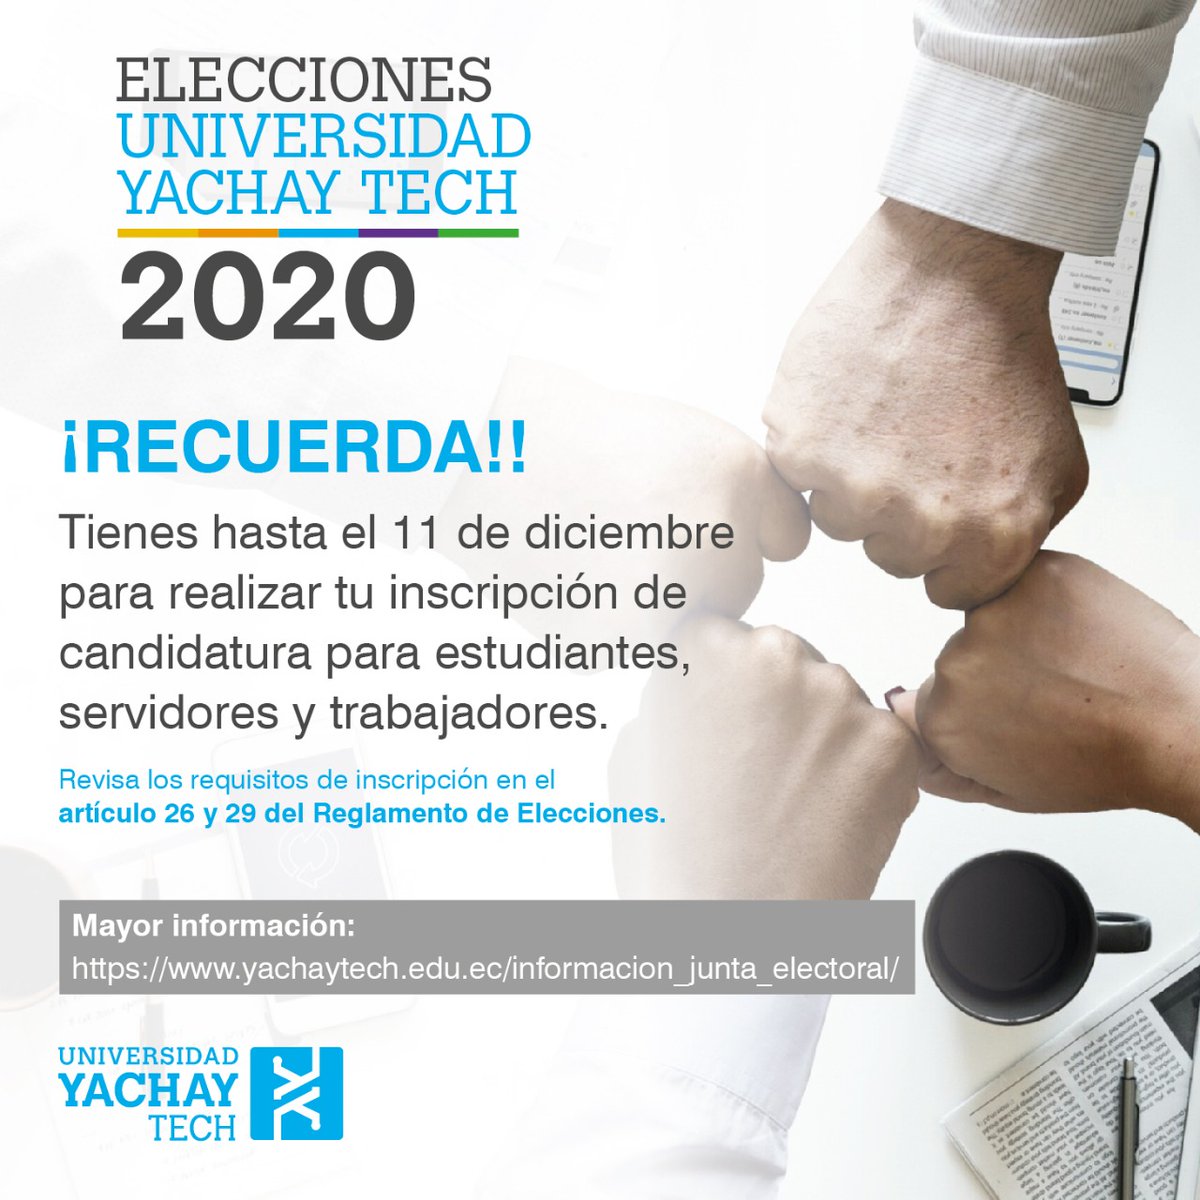 ELECCIONES
UNIVERSIDAD
YACHAY TECH
2020
¡RECUERDA!!
Tienes hasta el 11 de diciembre
para realizar tu inscripción de
candidatura para estudiantes,
servidores y trabajadores.
Revisa los requisitos de inscripción en el
artículo 26 y 29 del Reglamento de Elecciones.
Mayor información:
https://www.yachaytech.edu.ec/informacion_junta_electoral/
UNIVERSIDAD
YACHAY
TECH